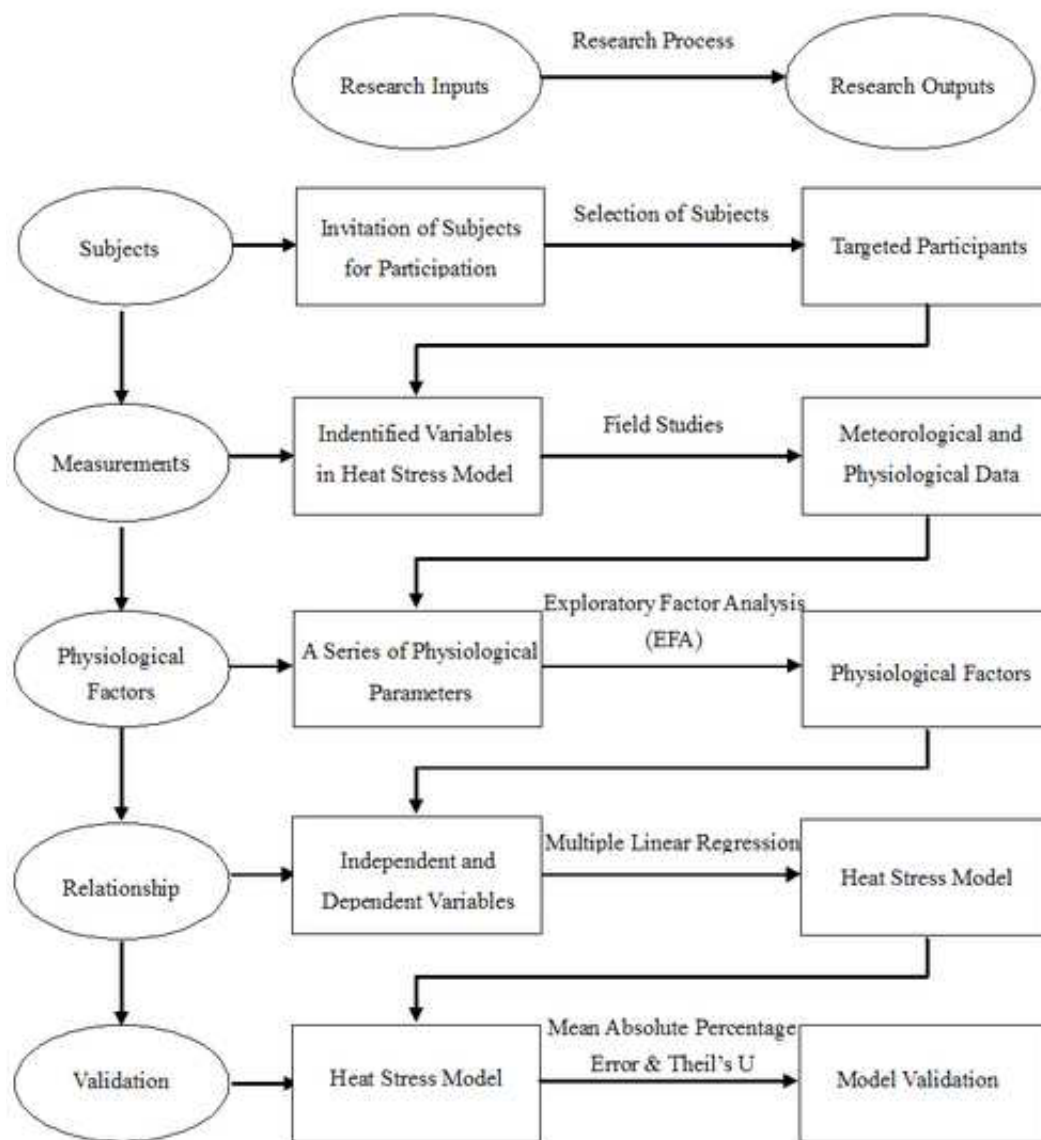 Research Process
Research Inputs
Research Outputs
Subjects
Invitation of Subjects
for Participation
Selection of Subjects
Targeted Participants
Measurements
Indentified Variables
in Heat Stress Model
Field Studies
Meteorological and
Physiological Data
Physiological
Factors
A Series of Physiological
Parameters
Exploratory Factor Analysis
(EFA)
Physiological Factors
Relationship
Independent and
Dependent Variables
Multiple Linear Regression
Heat Stress Model
Validation
Heat Stress Model
Mean Absolute Percentage
Error & Theil's U
Model Validation